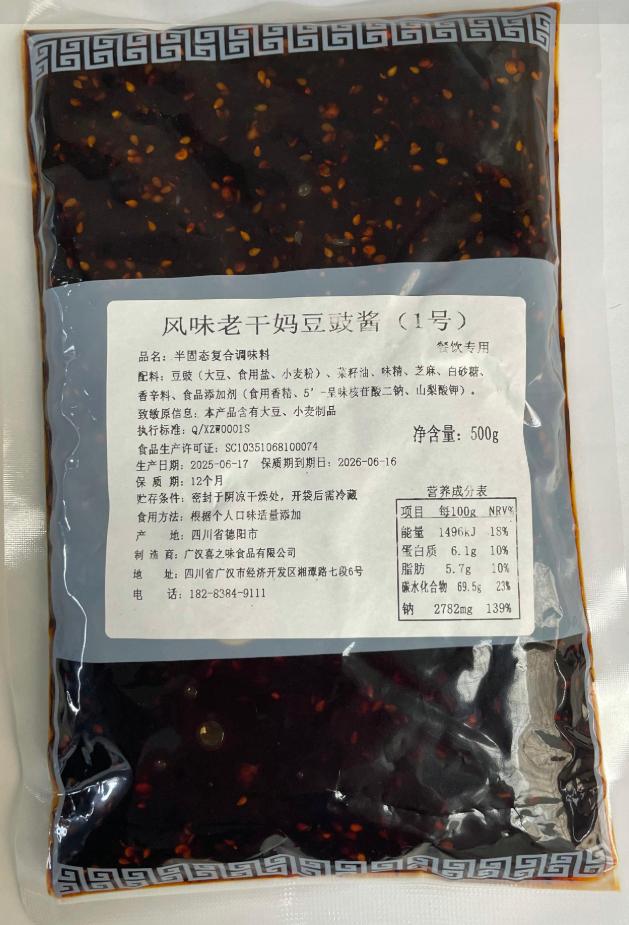 风味老干妈豆豉酱（1号）
餐饮专用
品名：半固态复合调味料
配料：豆豉（大豆、食用盐、小麦粉）、菜籽油、味精、芝麻、白砂糖、
香辛料、食品添加剂（食用香精、5’-呈味核苷酸二钠、山梨酸钾）。
致敏原信息：本产品含有大豆、小麦制品
执行标准：Q/XZW0001S
净含量：500g
食品生产许可证：SC10351068100074
生产日期：2025-06-17 保质期到期日：2026-06-16
保 质 期：12个月
贮存条件：密封于阴凉干燥处，开袋后需冷藏
食用方法：根据个人口味适量添加
产 地：四川省德阳市
制 造 商：广汉喜之味食品有限公司
地 址：四川省广汉市经济开发区湘潭路七段6号
电 话：182-8384-9111
营养成分表
项目 每100g NRV%
能量 1496kJ 18%
蛋白质 6.1g 10%
脂肪 5.7g 10%
碳水化合物 69.5g 23%
钠 2782mg 139%